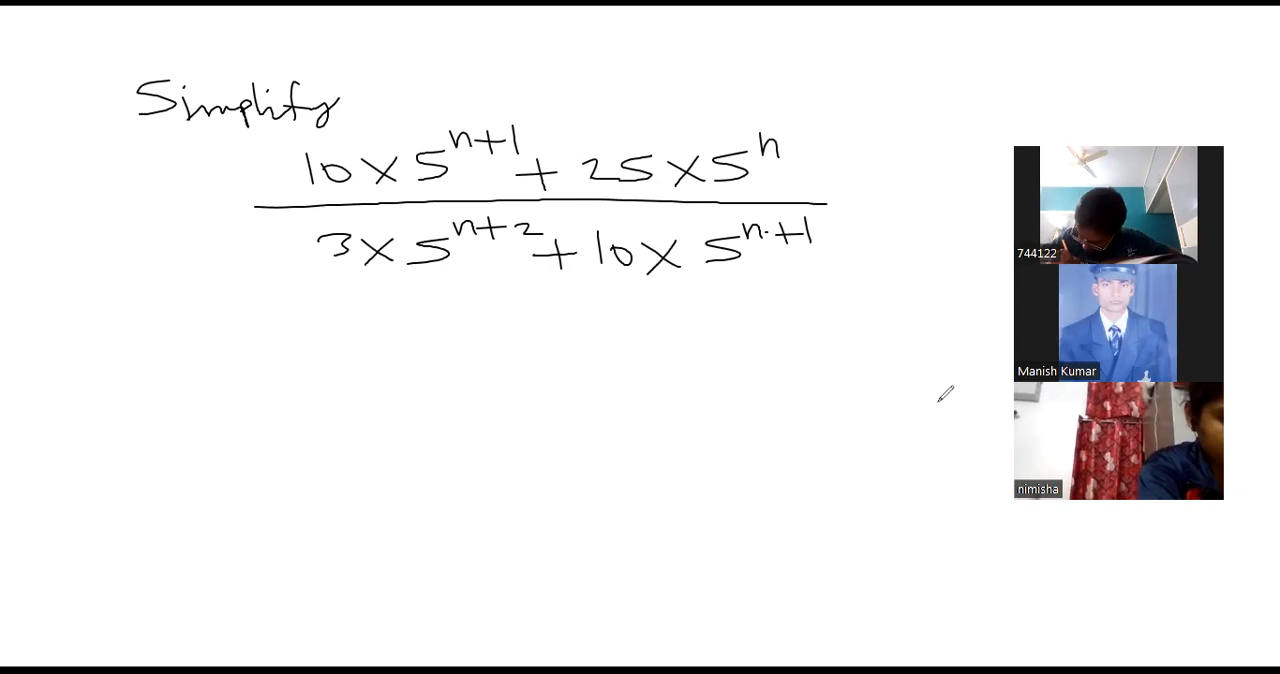 Simplify
10 × 5^{n+1} + 25 × 5^n
3 × 5^{n+2} + 10 × 5^{n+1}
744122
Manish Kumar
nimisha